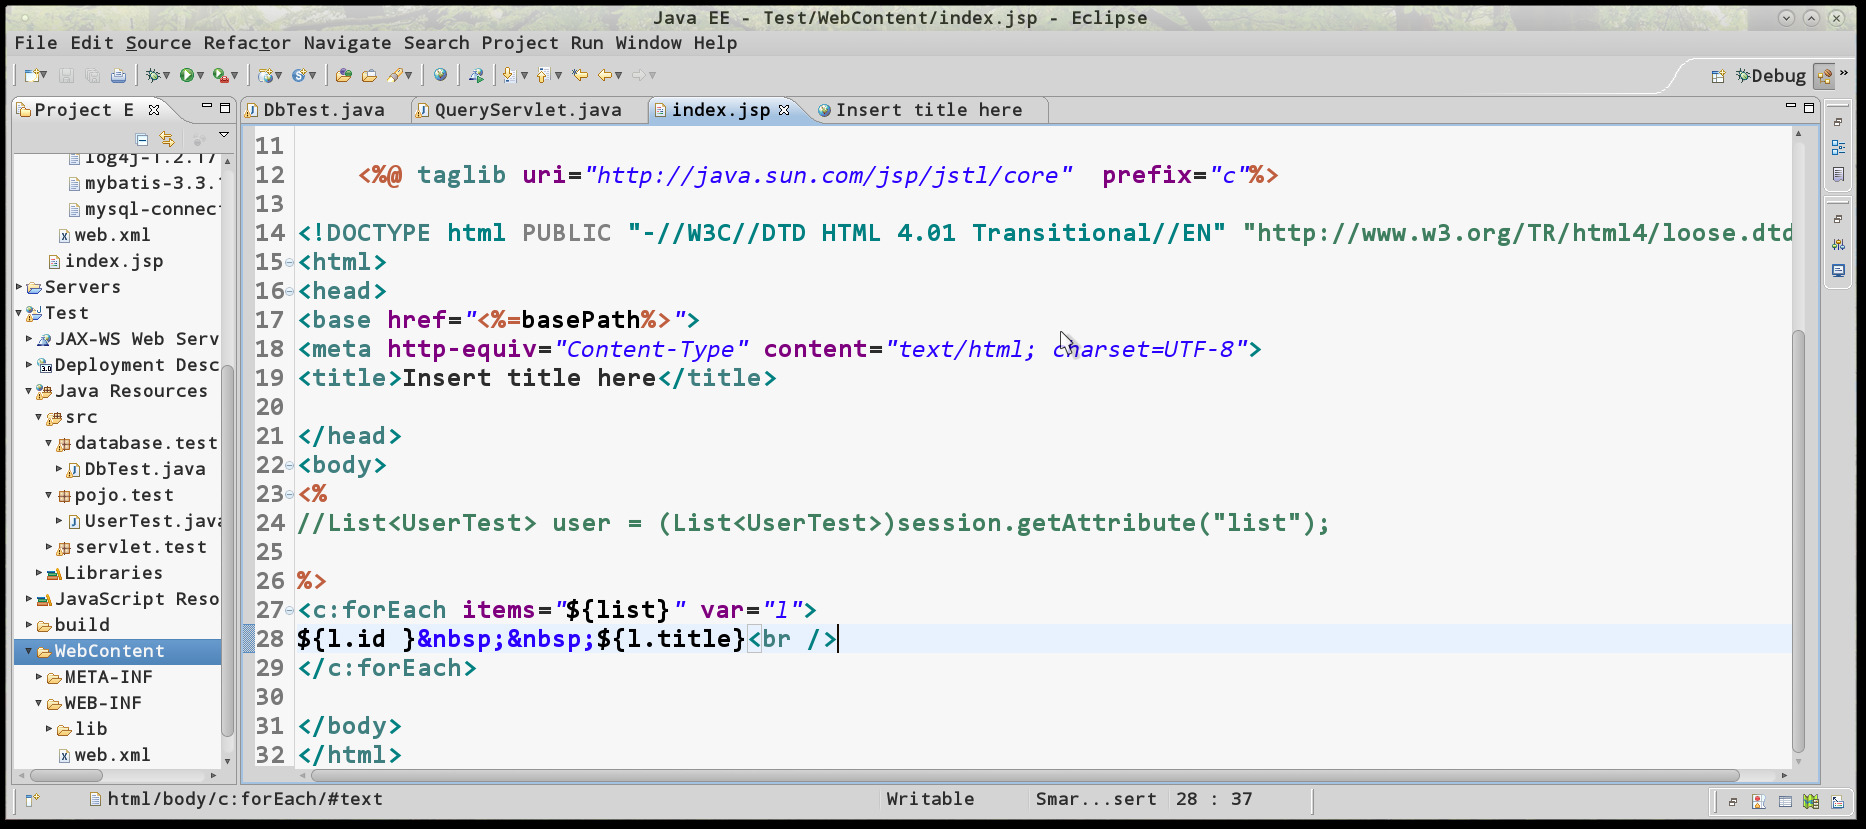 Java EE - Test/WebContent/index.jsp - Eclipse
File Edit Source Refactor Navigate Search Project Run Window Help
Debug
Project E
DbTest.java
QueryServlet.java
index.jsp
Insert title here
log4j-1.2.17
mybatis-3.3.
mysql-connec
web.xml
index.jsp
Servers
Test
JAX-WS Web Serv
Deployment Desc
Java Resources
src
database.test
DbTest.java
pojo.test
UserTest.java
servlet.test
Libraries
JavaScript Reso
build
WebContent
META-INF
WEB-INF
lib
web.xml
11
12 <%@ taglib uri="http://java.sun.com/jsp/jstl/core" prefix="c"%>
13
14 <!DOCTYPE html PUBLIC "-//W3C//DTD HTML 4.01 Transitional//EN" "http://www.w3.org/TR/html4/loose.dtd
15 <html>
16 <head>
17 <base href="<%=basePath%>">
18 <meta http-equiv="Content-Type" content="text/html; charset=UTF-8">
19 <title>Insert title here</title>
20
21 </head>
22 <body>
23 <%
24 //List<UserTest> user = (List<UserTest>)session.getAttribute("list");
25
26 %>
27 <c:forEach items="${list}" var="l">
28 ${l.id }&nbsp;&nbsp;${l.title}<br />
29 </c:forEach>
30
31 </body>
32 </html>
html/body/c:forEach/#text
Writable
Smar...sert
28 : 37